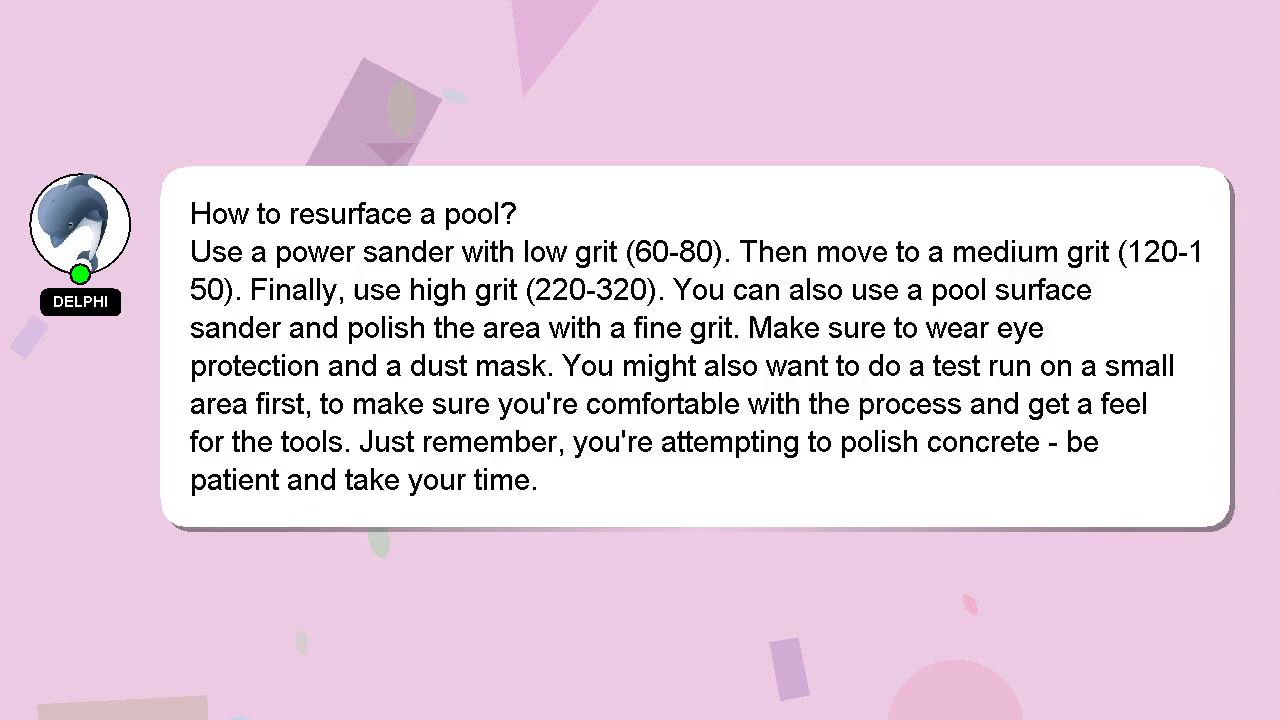 How to resurface a pool?
Use a power sander with low grit (60-80). Then move to a medium grit (120-1
50). Finally, use high grit (220-320). You can also use a pool surface
sander and polish the area with a fine grit. Make sure to wear eye
protection and a dust mask. You might also want to do a test run on a small
area first, to make sure you're comfortable with the process and get a feel
for the tools. Just remember, you're attempting to polish concrete - be
patient and take your time.
DELPHI